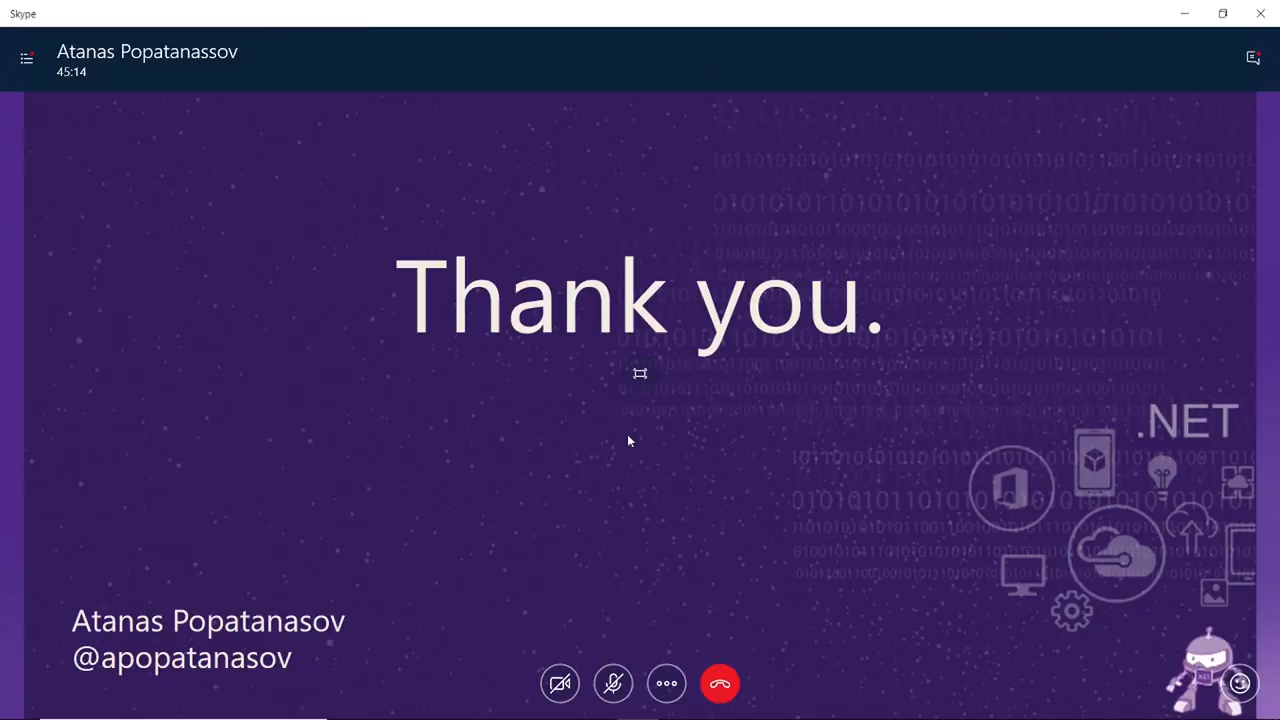 Skype
Atanas Popatanassov
45:14
Thank you.
.NET
Atanas Popatanasov
@apopatanasov